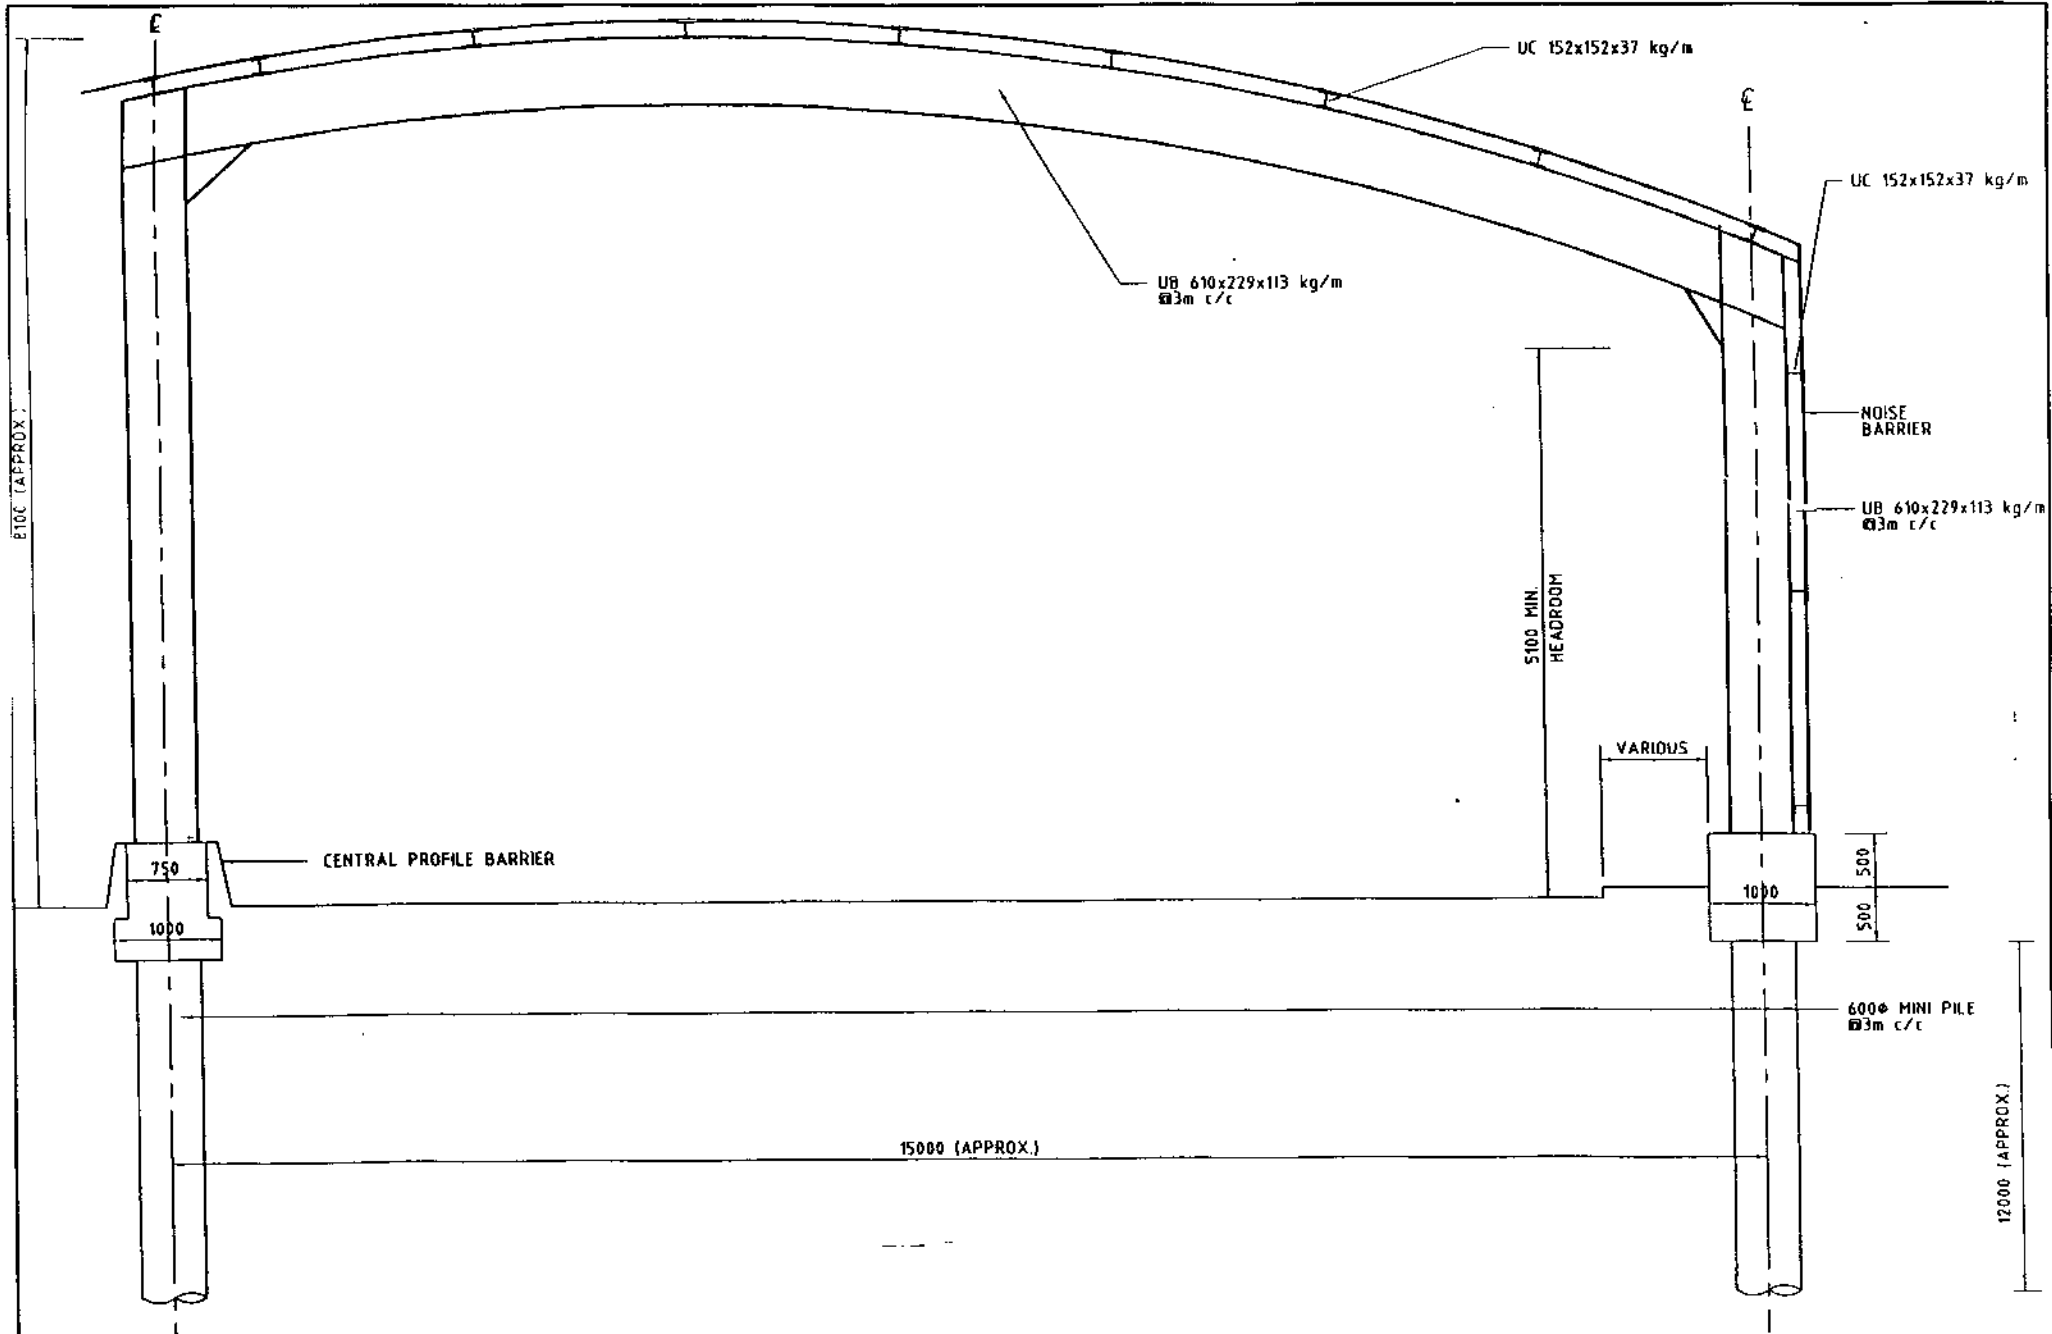 ℄
UC 152x152x37 kg/m
℄
UC 152x152x37 kg/m
UB 610x229x113 kg/m
@3m c/c
8100 (APPROX.)
NOISE
BARRIER
UB 610x229x113 kg/m
@3m c/c
5100 MIN.
HEADROOM
VARIOUS
CENTRAL PROFILE BARRIER
750
500
1000
500
1000
600Φ MINI PILE
@3m c/c
15000 (APPROX.)
12000 (APPROX.)